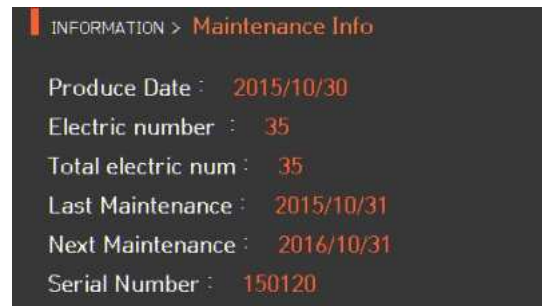 INFORMATION > Maintenance Info
Produce Date : 2015/10/30
Electric number : 35
Total electric num : 35
Last Maintenance : 2015/10/31
Next Maintenance : 2016/10/31
Serial Number : 150120